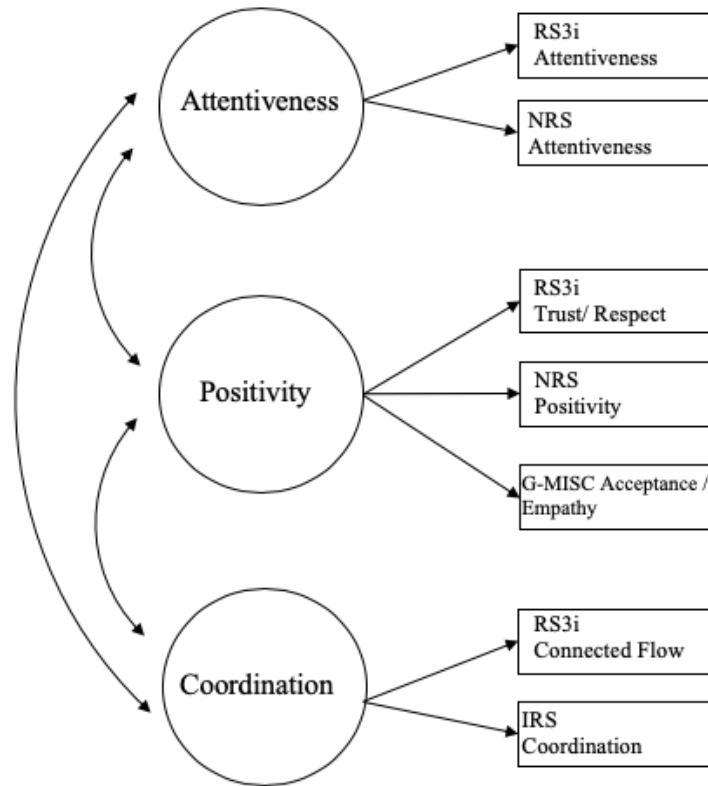 Attentiveness
RS3i
Attentiveness
NRS
Attentiveness
Positivity
RS3i
Trust/ Respect
NRS
Positivity
G-MISC Acceptance /
Empathy
Coordination
RS3i
Connected Flow
IRS
Coordination